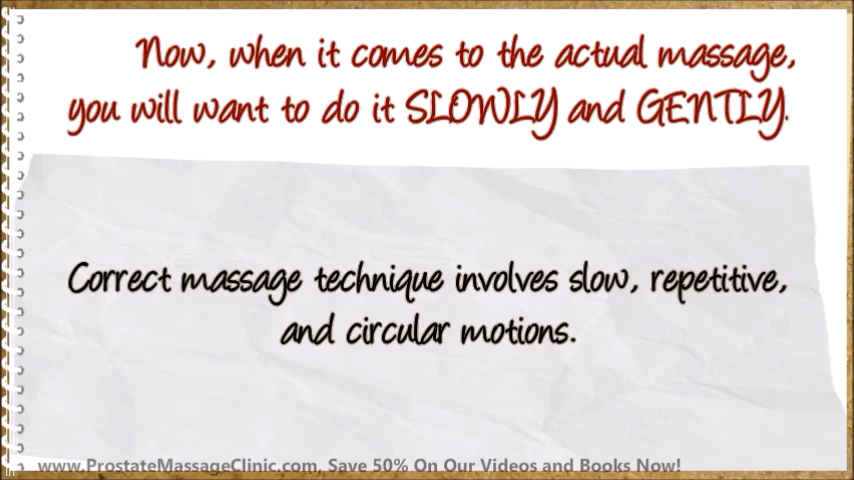 Now, when it comes to the actual massage,
you will want to do it SLOWLY and GENTLY.
Correct massage technique involves slow, repetitive,
and circular motions.
www.ProstateMassageClinic.com, Save 50% On Our Videos and Books Now!